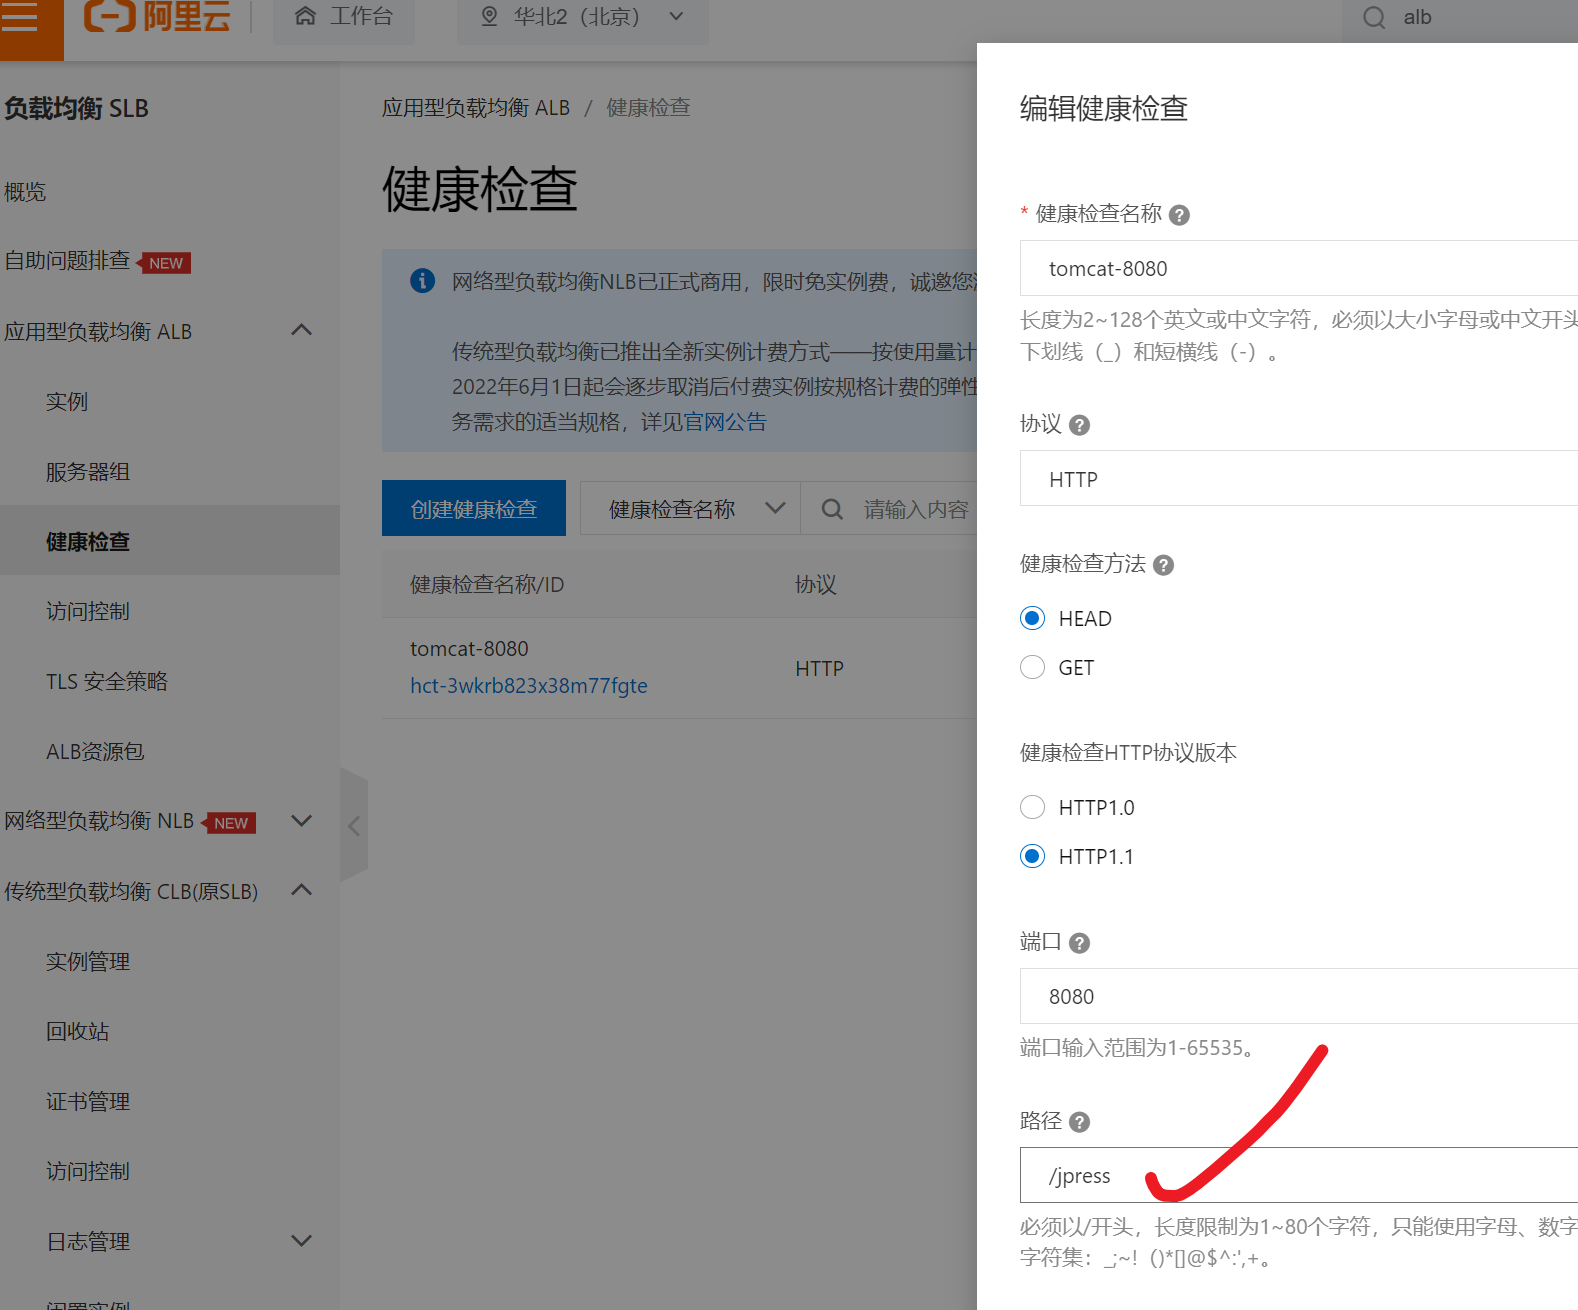 阿里云
工作台
华北2（北京）
alb
负载均衡 SLB
概览
自助问题排查 NEW
应用型负载均衡 ALB
实例
服务器组
健康检查
访问控制
TLS 安全策略
ALB资源包
网络型负载均衡 NLB NEW
传统型负载均衡 CLB(原SLB)
实例管理
回收站
证书管理
访问控制
日志管理
闲置实例
应用型负载均衡 ALB / 健康检查
健康检查
网络型负载均衡NLB已正式商用，限时免实例费，诚邀您
传统型负载均衡已推出全新实例计费方式——按使用量计
2022年6月1日起会逐步取消后付费实例按规格计费的弹性
务需求的适当规格，详见官网公告
创建健康检查
健康检查名称
请输入内容
健康检查名称/ID
协议
tomcat-8080
hct-3wkrb823x38m77fgte
HTTP
编辑健康检查
* 健康检查名称 ?
tomcat-8080
长度为2~128个英文或中文字符，必须以大小字母或中文开头
下划线（_）和短横线（-）。
协议 ?
HTTP
健康检查方法 ?
HEAD
GET
健康检查HTTP协议版本
HTTP1.0
HTTP1.1
端口 ?
8080
端口输入范围为1-65535。
路径 ?
/jpress
必须以/开头，长度限制为1~80个字符，只能使用字母、数字
字符集：_;~!（)*[]@$^:',+。